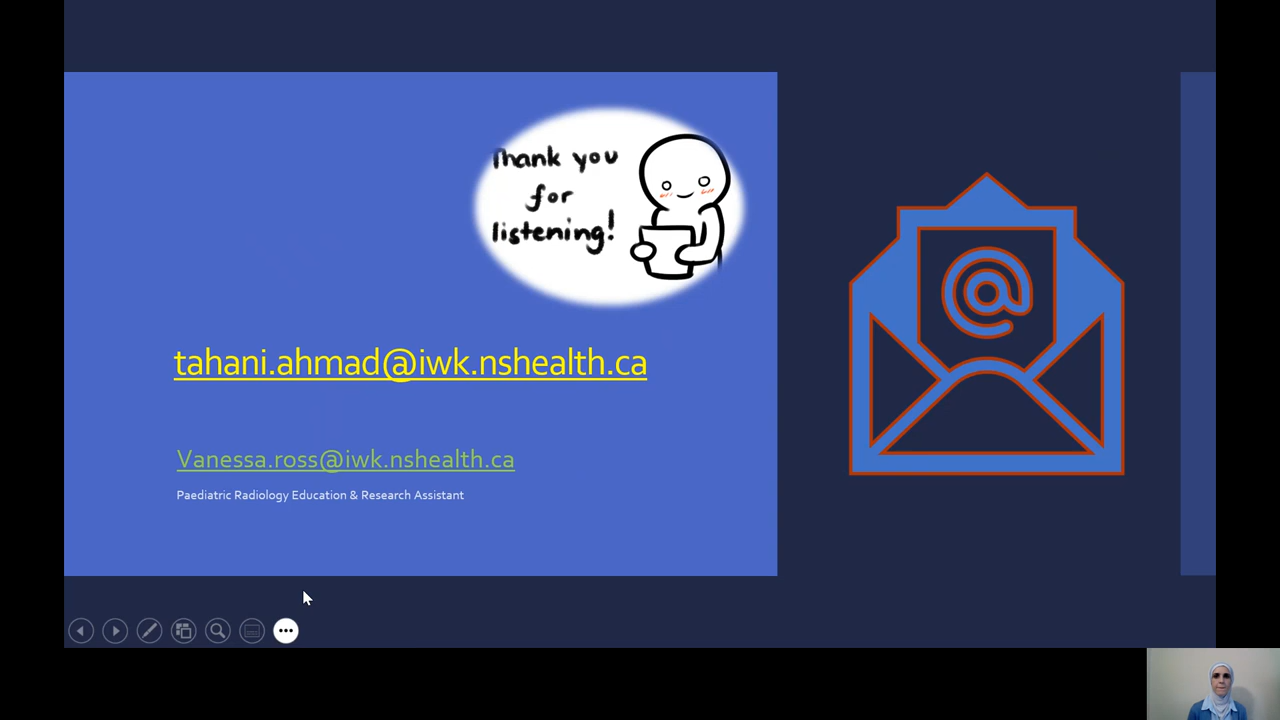 Thank you
for
listening!
tahani.ahmad@iwk.nshealth.ca
Vanessa.ross@iwk.nshealth.ca
Paediatric Radiology Education & Research Assistant